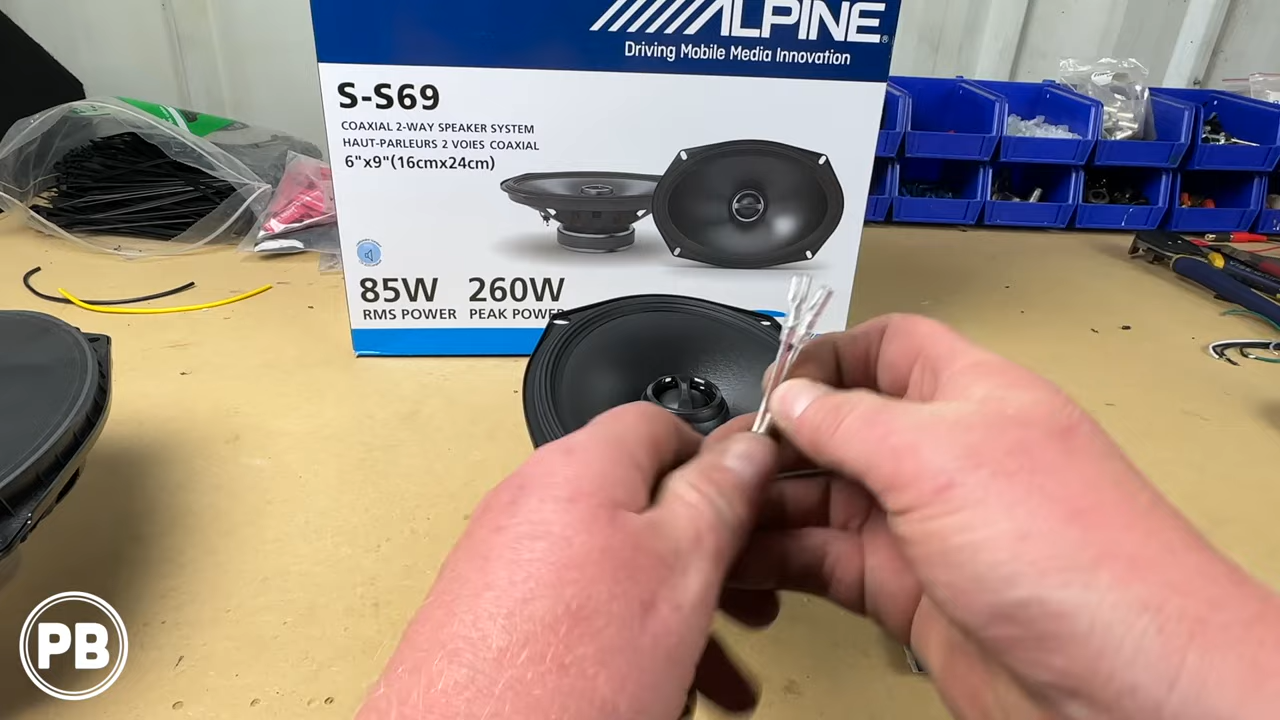 ALPINE®
Driving Mobile Media Innovation
S-S69
COAXIAL 2-WAY SPEAKER SYSTEM
HAUT-PARLEURS 2 VOIES COAXIAL
6"x9"(16cmx24cm)
85W 260W
RMS POWER PEAK POWER
PB